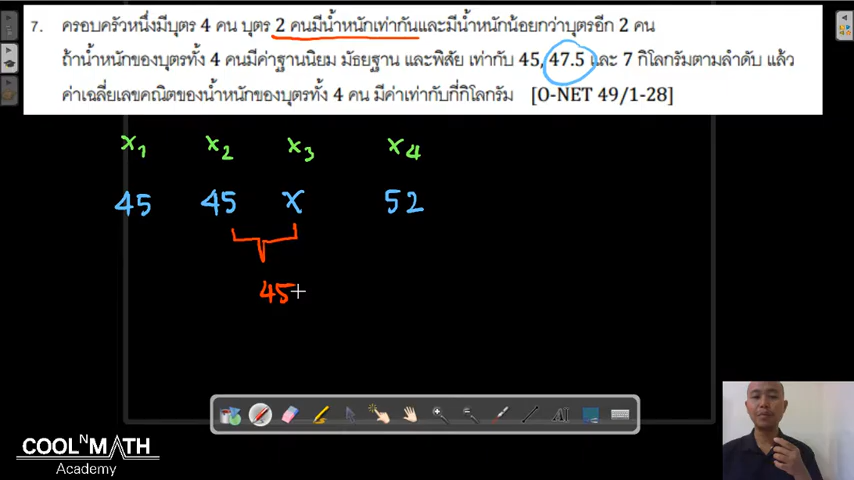 7. ครอบครัวหนึ่งมีบุตร 4 คน บุตร 2 คนมีน้ำหนักเท่ากันและมีน้ำหนักน้อยกว่าบุตรอีก 2 คน
ถ้าน้ำหนักของบุตรทั้ง 4 คนมีค่าฐานนิยม มัธยฐาน และพิสัย เท่ากับ 45, 47.5 และ 7 กิโลกรัมตามลำดับ แล้ว
ค่าเฉลี่ยเลขคณิตของน้ำหนักของบุตรทั้ง 4 คน มีค่าเท่ากับกี่กิโลกรัม [O-NET 49/1-28]
x₁ x₂ x₃ x₄
45 45 x 52
45
AI
COOL N MATH
Academy